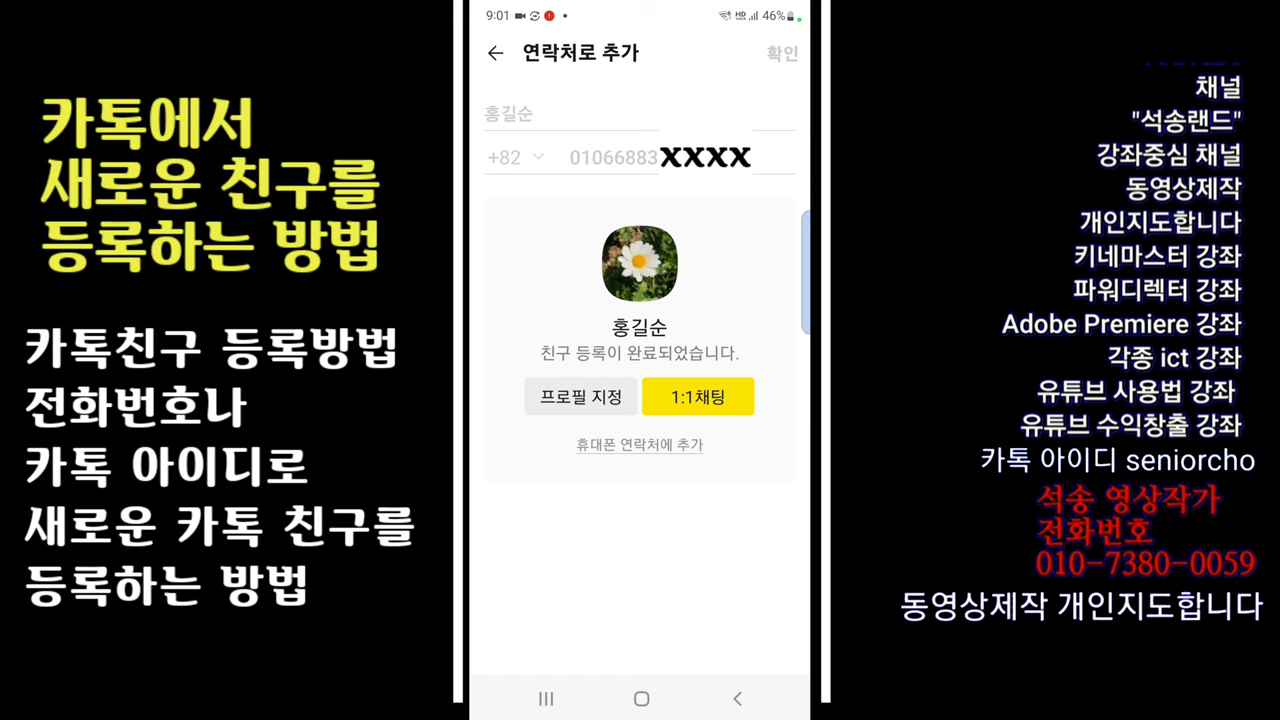 카톡에서
새로운 친구를
등록하는 방법
카톡친구 등록방법
전화번호나
카톡 아이디로
새로운 카톡 친구를
등록하는 방법
9:01
46%
연락처로 추가
확인
홍길순
+82 01066883XXXX
홍길순
친구 등록이 완료되었습니다.
프로필 지정
1:1채팅
휴대폰 연락처에 추가
채널
"석송랜드"
강좌중심 채널
동영상제작
개인지도합니다
키네마스터 강좌
파워디렉터 강좌
Adobe Premiere 강좌
각종 ict 강좌
유튜브 사용법 강좌
유튜브 수익창출 강좌
카톡 아이디 seniorcho
석송 영상작가
전화번호
010-7380-0059
동영상제작 개인지도합니다